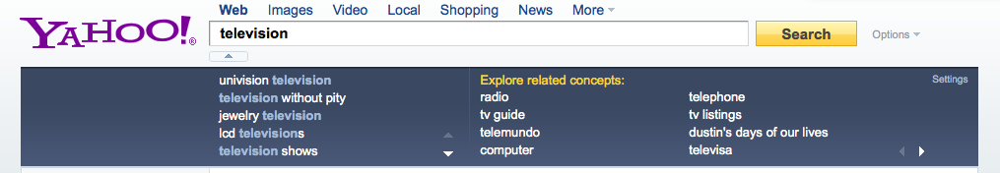 Web Images Video Local Shopping News More
YAHOO!®
television Search Options
univision television
television without pity
jewelry television
lcd televisions
television shows
Explore related concepts:
radio
tv guide
telemundo
computer
telephone
tv listings
dustin's days of our lives
televisa
Settings